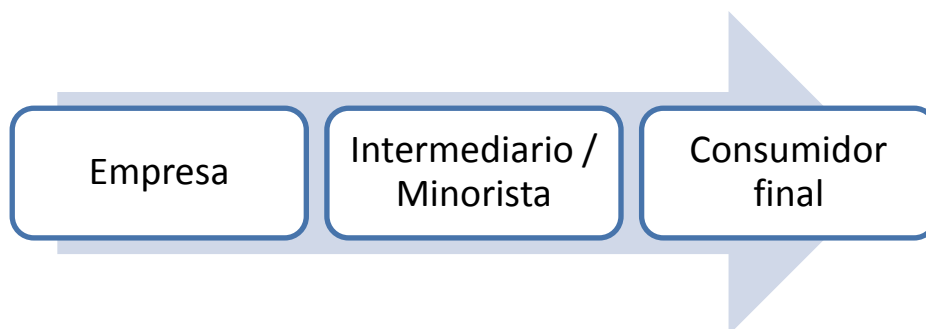 Empresa
Intermediario /
Minorista
Consumidor
final